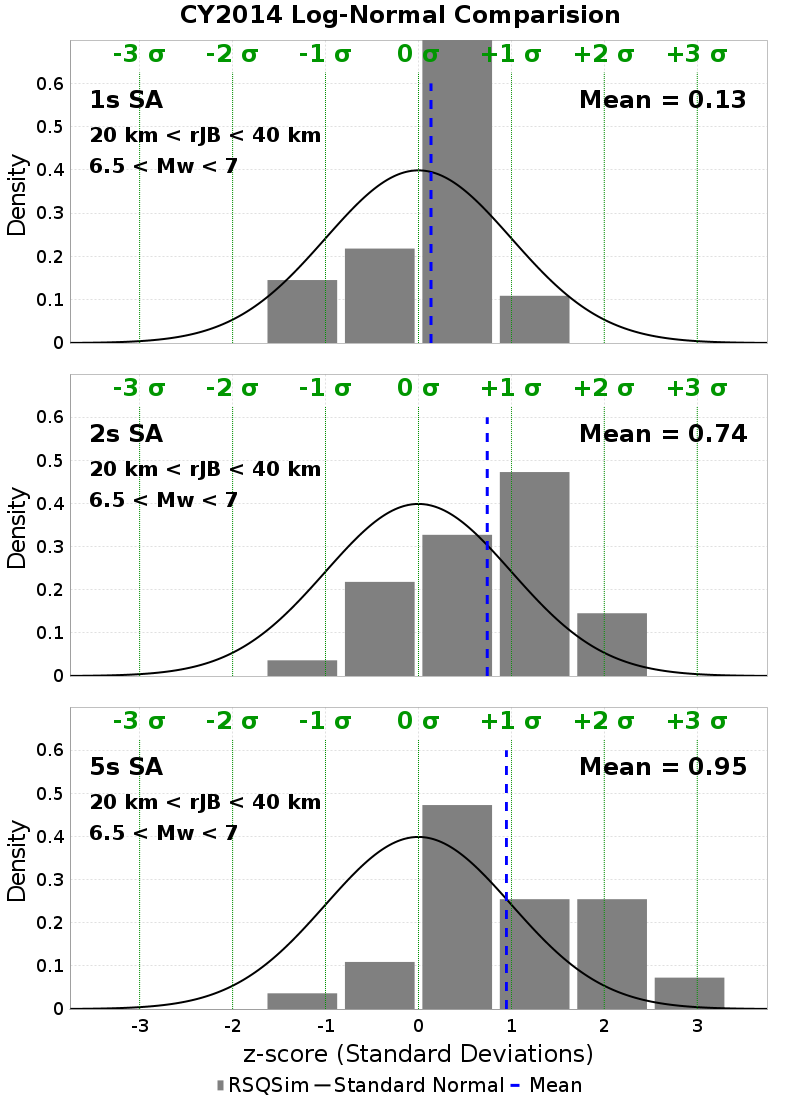 CY2014 Log-Normal Comparision
-3 σ -2 σ -1 σ 0 σ +1 σ +2 σ +3 σ
1s SA
Mean = 0.13
20 km < rJB < 40 km
6.5 < Mw < 7
Density
0.6
0.5
0.4
0.3
0.2
0.1
0
-3 σ -2 σ -1 σ 0 σ +1 σ +2 σ +3 σ
2s SA
Mean = 0.74
20 km < rJB < 40 km
6.5 < Mw < 7
Density
0.6
0.5
0.4
0.3
0.2
0.1
0
-3 σ -2 σ -1 σ 0 σ +1 σ +2 σ +3 σ
5s SA
Mean = 0.95
20 km < rJB < 40 km
6.5 < Mw < 7
Density
0.6
0.5
0.4
0.3
0.2
0.1
0
-3 -2 -1 0 1 2 3
z-score (Standard Deviations)
RSQSim Standard Normal Mean